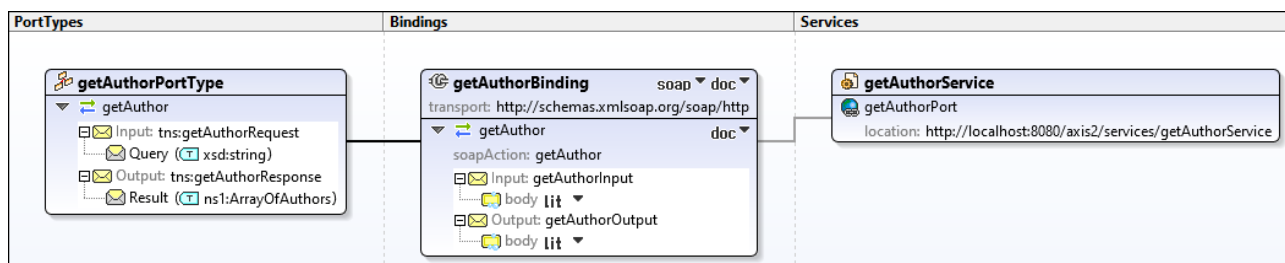 PortTypes
Bindings
Services
getAuthorPortType
getAuthor
Input: tns:getAuthorRequest
Query (T xsd:string)
Output: tns:getAuthorResponse
Result (T ns1:ArrayOfAuthors)
getAuthorBinding soap doc
transport: http://schemas.xmlsoap.org/soap/http
getAuthor doc
soapAction: getAuthor
Input: getAuthorInput
body lit
Output: getAuthorOutput
body lit
getAuthorService
getAuthorPort
location: http://localhost:8080/axis2/services/getAuthorService